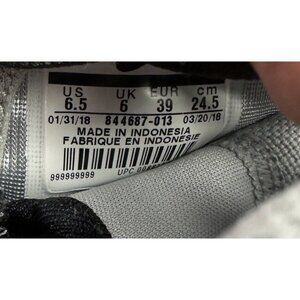 US UK EUR cm
6.5 6 39 24.5
01/31/18 844687-013 03/20/18
MADE IN INDONESIA
FABRIQUE EN INDONESIE
999999999 UPC